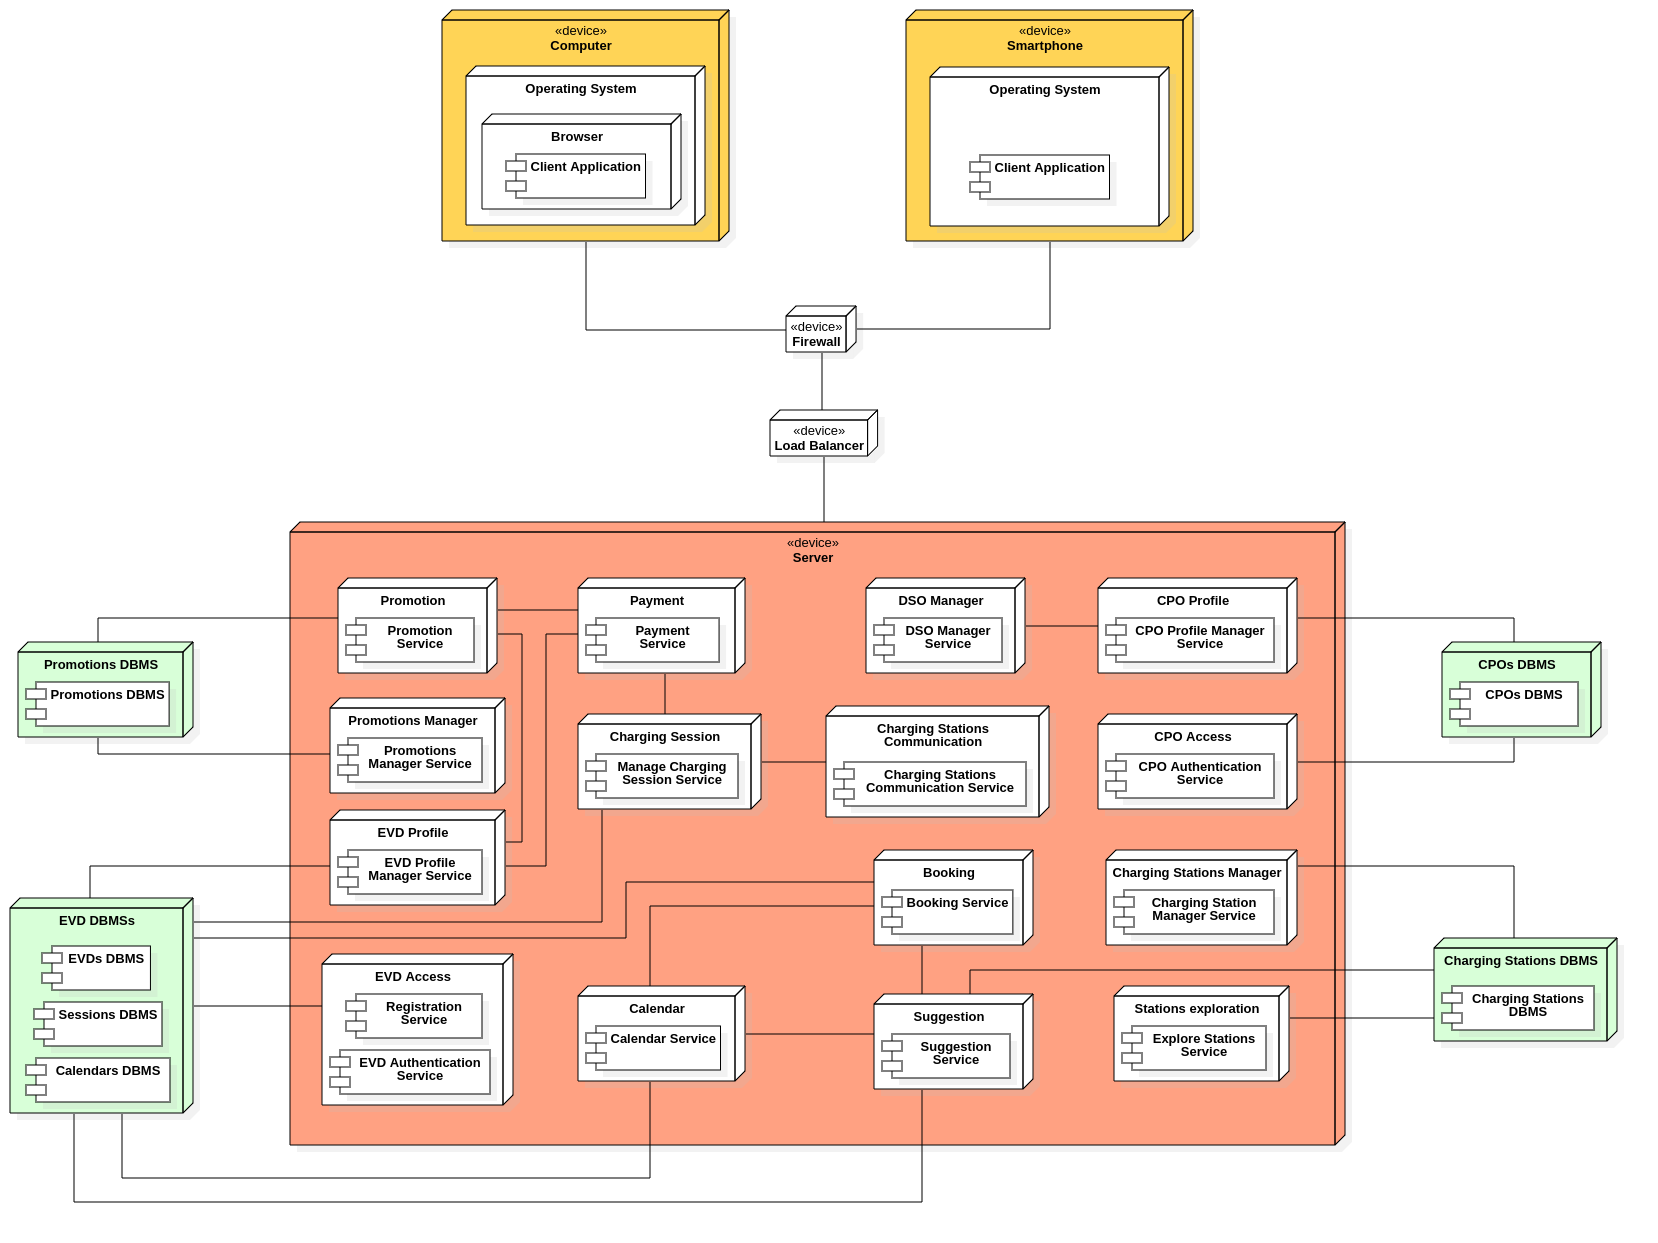 «device»
Computer
Operating System
Browser
Client Application
«device»
Smartphone
Operating System
Client Application
«device»
Firewall
«device»
Load Balancer
«device»
Server
Promotion
Promotion
Service
Payment
Payment
Service
DSO Manager
DSO Manager
Service
CPO Profile
CPO Profile Manager
Service
Promotions DBMS
Promotions DBMS
CPOs DBMS
CPOs DBMS
Promotions Manager
Promotions
Manager Service
Charging Session
Manage Charging
Session Service
Charging Stations
Communication
Charging Stations
Communication Service
CPO Access
CPO Authentication
Service
EVD Profile
EVD Profile
Manager Service
Booking
Booking Service
Charging Stations Manager
Charging Station
Manager Service
EVD DBMSs
EVDs DBMS
Sessions DBMS
Calendars DBMS
EVD Access
Registration
Service
EVD Authentication
Service
Calendar
Calendar Service
Suggestion
Suggestion
Service
Stations exploration
Explore Stations
Service
Charging Stations DBMS
Charging Stations
DBMS